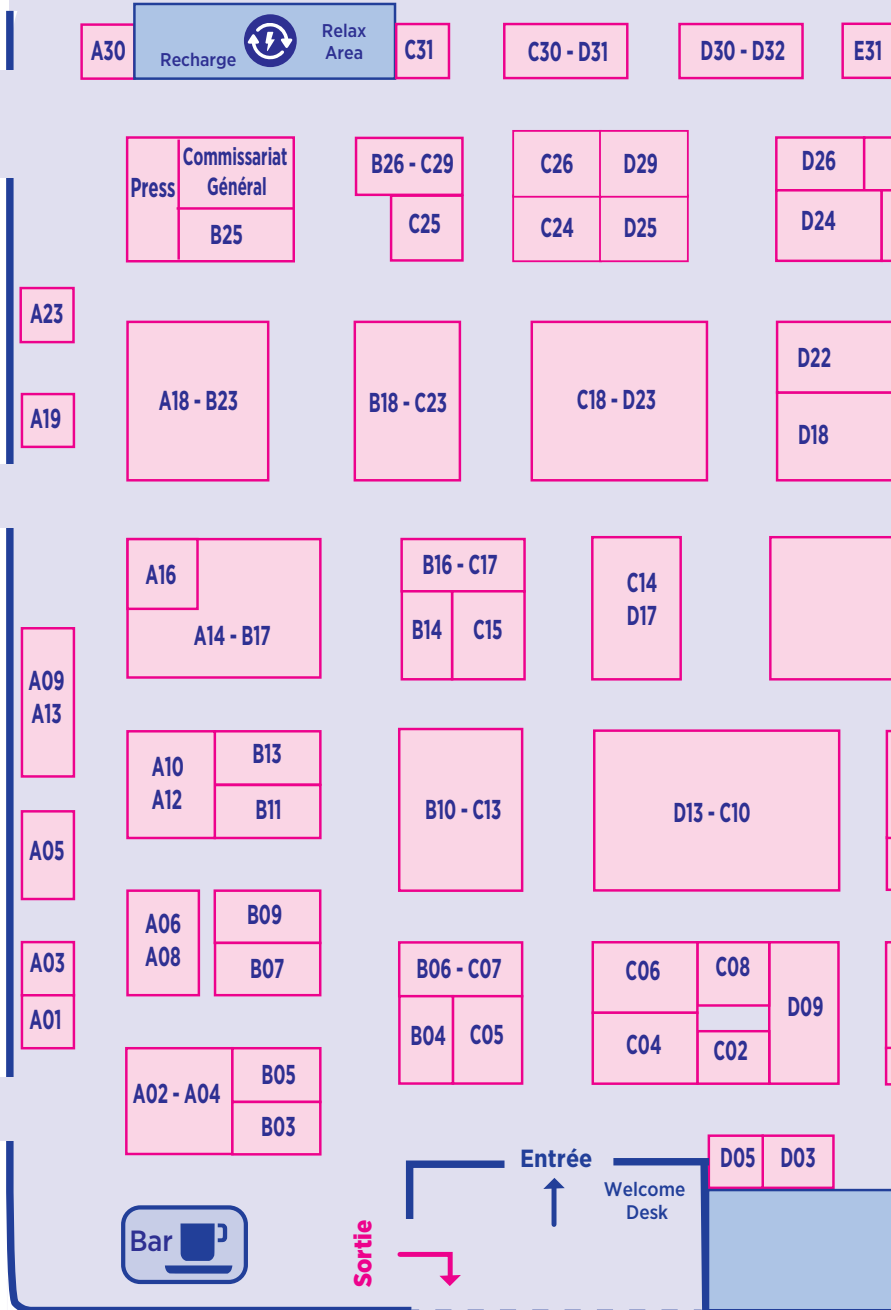 A30
Recharge
Relax
Area
C31
C30 - D31
D30 - D32
E31
Press
Commissariat
Général
B25
B26 - C29
C25
C26
D29
C24
D25
D26
D24
A23
A19
A18 - B23
B18 - C23
C18 - D23
D22
D18
A16
A14 - B17
B16 - C17
B14
C15
C14
D17
A09
A13
A10
A12
B13
B11
B10 - C13
D13 - C10
A05
A06
A08
B09
B07
A03
A01
B06 - C07
B04
C05
C06
C08
C04
C02
D09
A02 - A04
B05
B03
Entrée
Welcome
Desk
D05
D03
Bar
Sortie